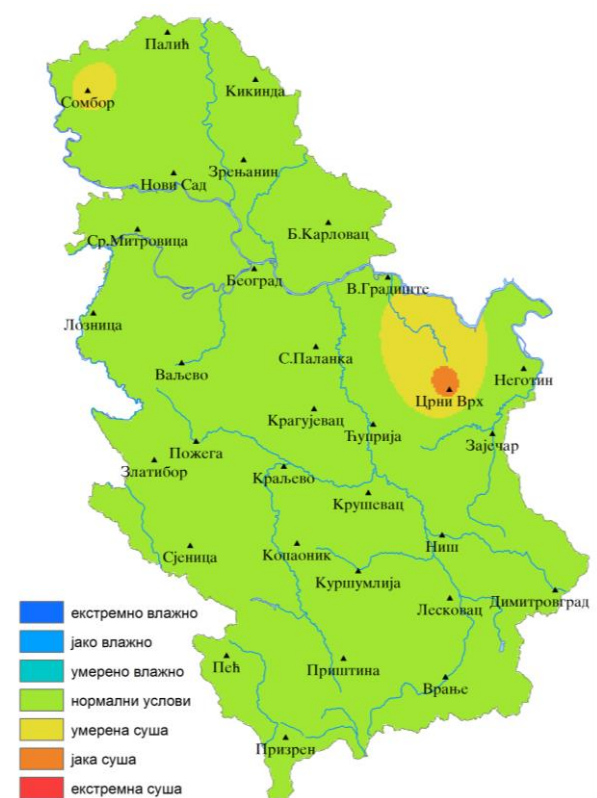 Палић
Сомбор
Кикинда
Зрењанин
Нови Сад
Б.Карловац
Ср.Митровица
Београд
В.Градиште
Лозница
С.Паланка
Ваљево
Неготин
Црни Врх
Крагујевац
Ћуприја
Зајечар
Пожега
Златибор
Краљево
Крушевац
Ниш
Сјеница
Копаоник
Куршумлија
Димитровград
Лесковац
Пећ
Приштина
Врање
Призрен
екстремно влажно
јако влажно
умерено влажно
нормални услови
умерена суша
јака суша
екстремна суша